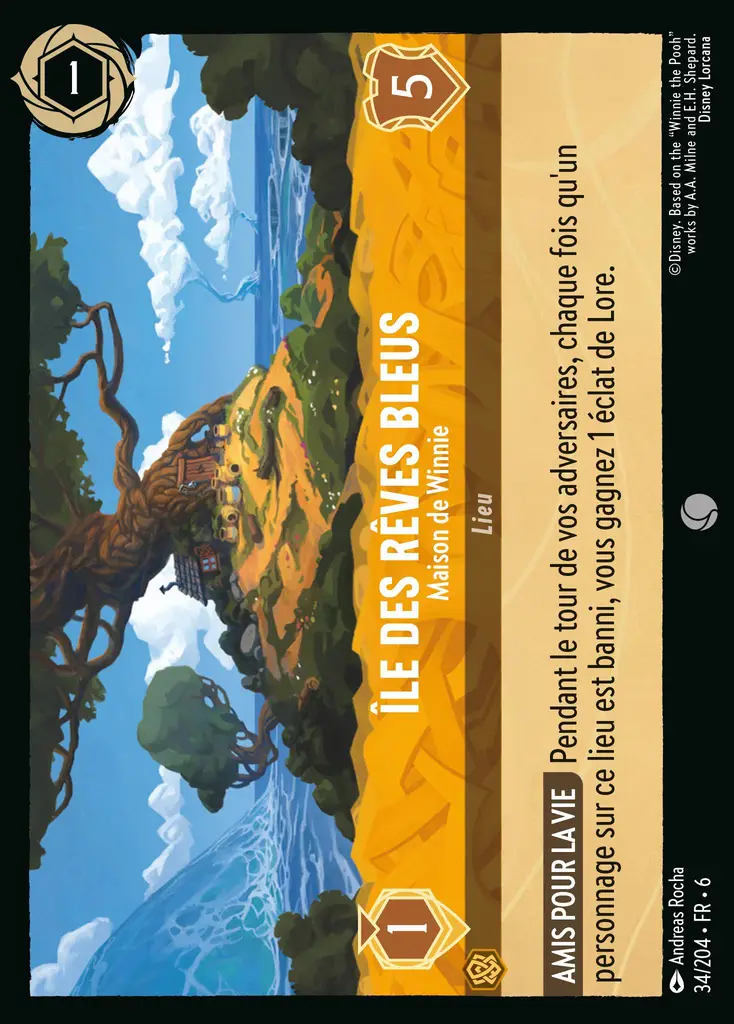 1
5
ÎLE DES RÊVES BLEUS
Maison de Winnie
1
Lieu
AMIS POUR LA VIE Pendant le tour de vos adversaires, chaque fois qu'un
personnage sur ce lieu est banni, vous gagnez 1 éclat de Lore.
Andreas Rocha
34/204 • FR • 6
©Disney. Based on the "Winnie the Pooh"
works by A.A. Milne and E.H. Shepard.
Disney Lorcana